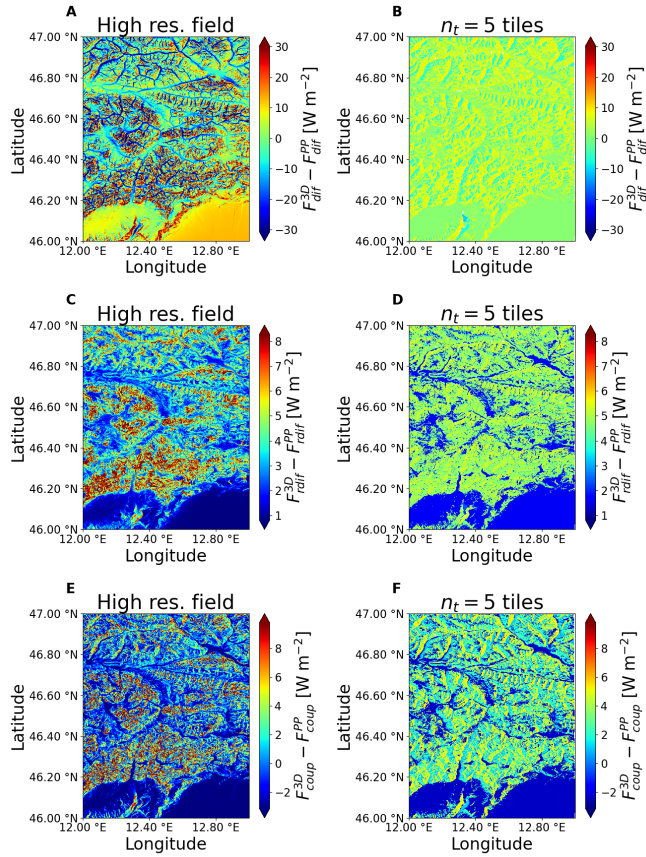 A
High res. field
47.00 °N
46.80 °N
46.60 °N
46.40 °N
46.20 °N
46.00 °N
12.00 °E
12.40 °E
12.80 °E
Latitude
Longitude
30
20
10
0
−10
−20
−30
F^{3D}_{dif} − F^{PP}_{dif} [W m^{−2}]
B
n_t = 5 tiles
47.00 °N
46.80 °N
46.60 °N
46.40 °N
46.20 °N
46.00 °N
12.00 °E
12.40 °E
12.80 °E
Latitude
Longitude
30
20
10
0
−10
−20
−30
F^{3D}_{dif} − F^{PP}_{dif} [W m^{−2}]
C
High res. field
47.00 °N
46.80 °N
46.60 °N
46.40 °N
46.20 °N
46.00 °N
12.00 °E
12.40 °E
12.80 °E
Latitude
Longitude
8
7
6
5
4
3
2
1
F^{3D}_{rdif} − F^{PP}_{rdif} [W m^{−2}]
D
n_t = 5 tiles
47.00 °N
46.80 °N
46.60 °N
46.40 °N
46.20 °N
46.00 °N
12.00 °E
12.40 °E
12.80 °E
Latitude
Longitude
8
7
6
5
4
3
2
1
F^{3D}_{rdif} − F^{PP}_{rdif} [W m^{−2}]
E
High res. field
47.00 °N
46.80 °N
46.60 °N
46.40 °N
46.20 °N
46.00 °N
12.00 °E
12.40 °E
12.80 °E
Latitude
Longitude
8
6
4
2
0
−2
F^{3D}_{coup} − F^{PP}_{coup} [W m^{−2}]
F
n_t = 5 tiles
47.00 °N
46.80 °N
46.60 °N
46.40 °N
46.20 °N
46.00 °N
12.00 °E
12.40 °E
12.80 °E
Latitude
Longitude
8
6
4
2
0
−2
F^{3D}_{coup} − F^{PP}_{coup} [W m^{−2}]